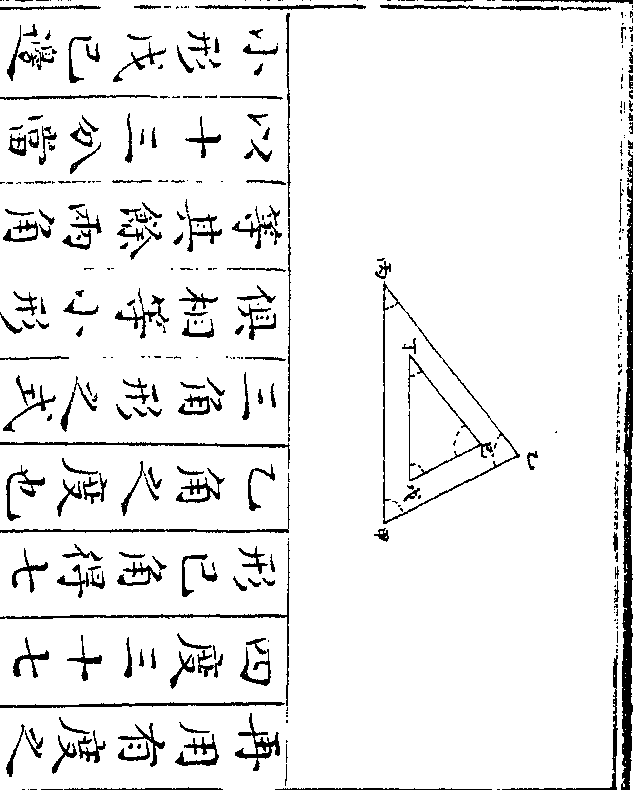 再用有度之
四度三十七
形己角得七
乙角之度也
三角形之式
俱相等小形
等其餘兩角
以十三分當
小形戊己邊
乙
己
丁
戊
丙
甲